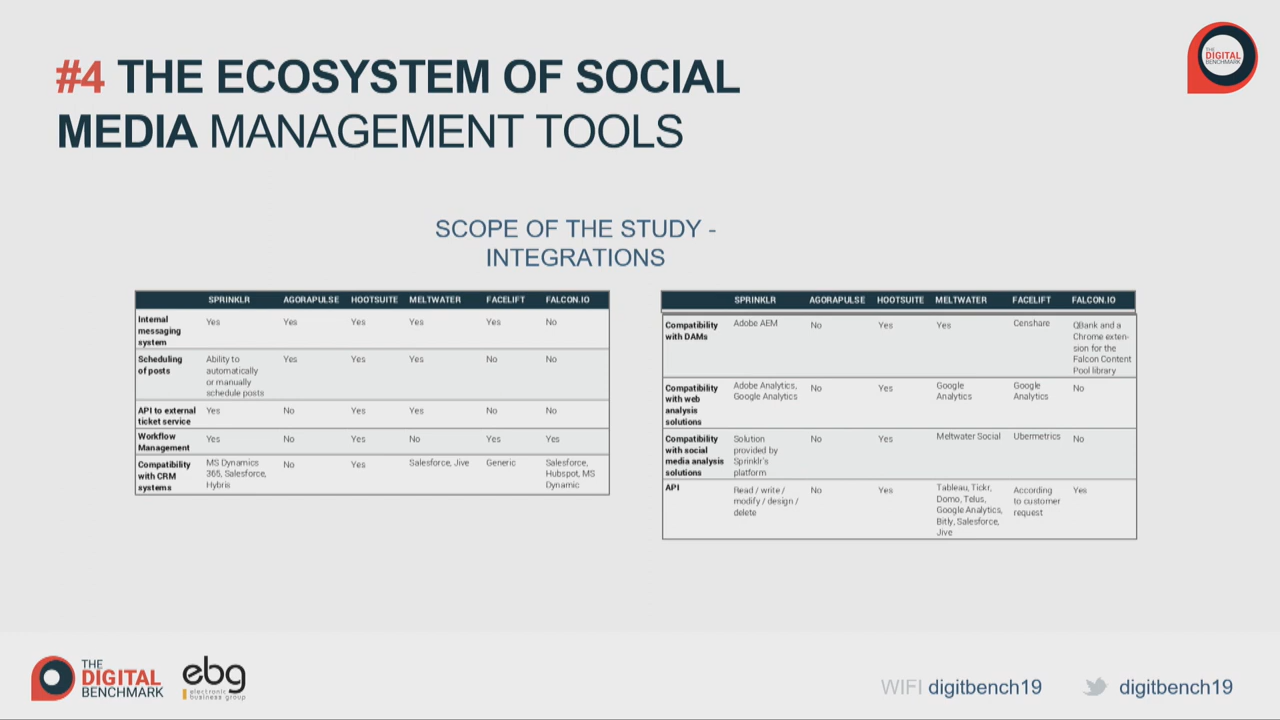 #4 THE ECOSYSTEM OF SOCIAL
MEDIA MANAGEMENT TOOLS
THE
DIGITAL
BENCHMARK
SCOPE OF THE STUDY -
INTEGRATIONS
SPRINKLR AGORAPULSE HOOTSUITE MELTWATER FACELIFT FALCON.IO
Internal Yes Yes Yes Yes Yes No
messaging
system
Scheduling Ability to Yes Yes Yes No No
of posts automatically
or manually
schedule posts
API to external Yes No Yes Yes No No
ticket service
Workflow Yes No Yes No Yes Yes
Management
Compatibility MS Dynamics No Yes Salesforce, Jive Generic Salesforce,
with CRM 365, Salesforce, Hubspot, MS
systems Hybris Dynamic
SPRINKLR AGORAPULSE HOOTSUITE MELTWATER FACELIFT FALCON.IO
Compatibility Adobe AEM No Yes Yes Censhare QBank and a
with DAMs Chrome exten-
sion for the
Falcon Content
Pool library
Compatibility Adobe Analytics, No Yes Google Google No
with web Google Analytics Analytics Analytics
analysis
solutions
Compatibility Solution No Yes Meltwater Social Ubermetrics No
with social provided by
media analysis Sprinklr's
solutions platform
API Read / write / No Yes Tableau, Tickr, According Yes
modify / design / Domo, Telus, to customer
delete Google Analytics, request
Bitly, Salesforce,
Jive
THE
DIGITAL
BENCHMARK
ebg
electronic
business group
WIFI digitbench19
digitbench19